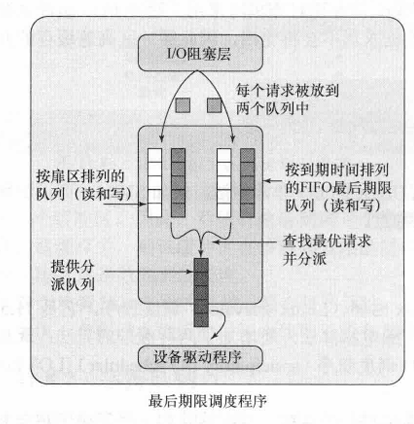 I/O阻塞层
每个请求被放到
两个队列中
按扉区排列的
队列（读和写）
按到期时间排列
的FIFO最后期限
队列（读和写）
查找最优请求
并分派
提供分
派队列
设备驱动程序
最后期限调度程序